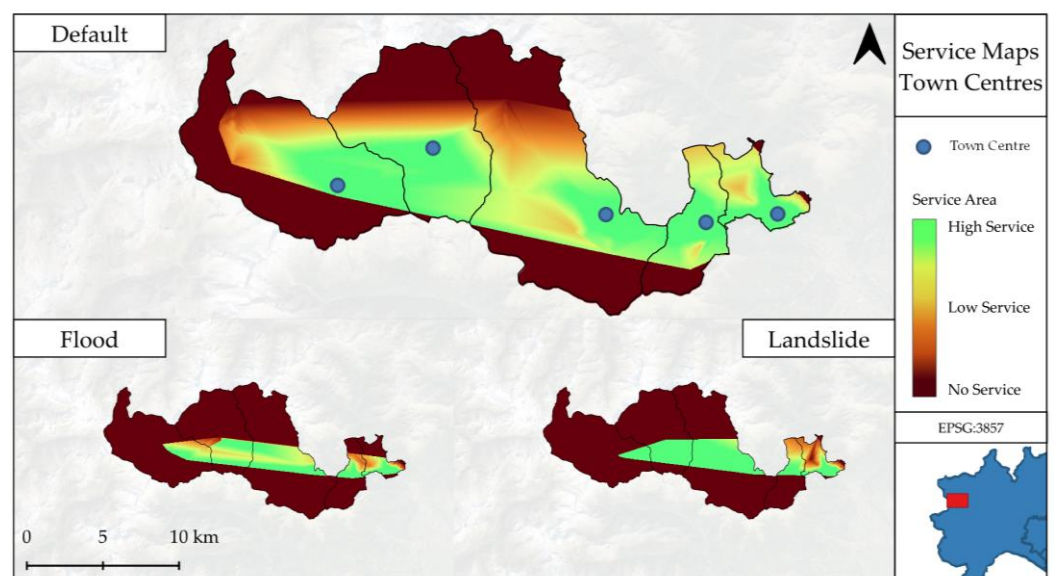 Default
Service Maps
Town Centres
Town Centre
Service Area
High Service
Low Service
No Service
Flood
Landslide
EPSG:3857
0 5 10 km